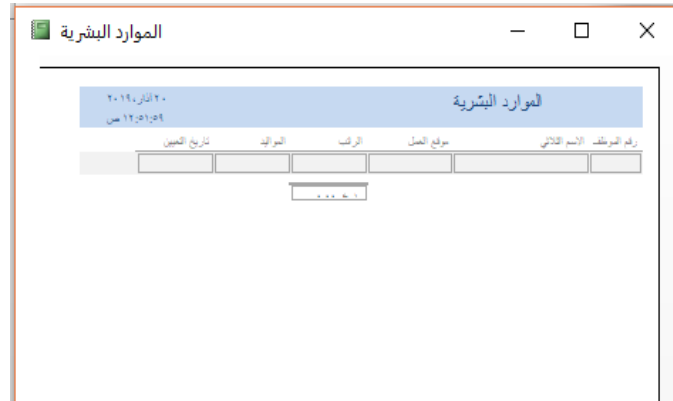 الموارد البشرية
الموارد البشرية
٢٠ آذار، ٢٠١٩
١٢:٥١:٥٩ ص
رقم الموظف الاسم الثلاثي موقع العمل الراتب المواليد تاريخ التعيين